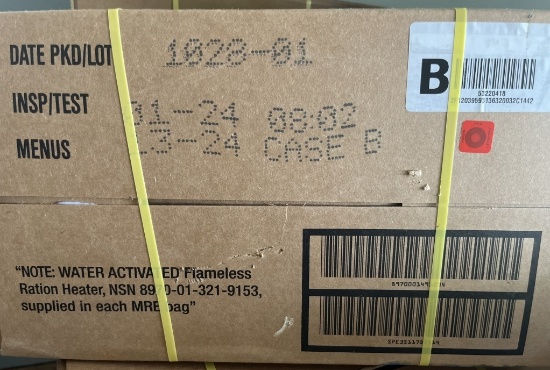 DATE PKD/LOT 1028-01
INSP/TEST 01-24 08:02
MENUS 13-24 CASE B
B
"NOTE: WATER ACTIVATED Flameless
Ration Heater, NSN 8970-01-321-9153,
supplied in each MRE bag"